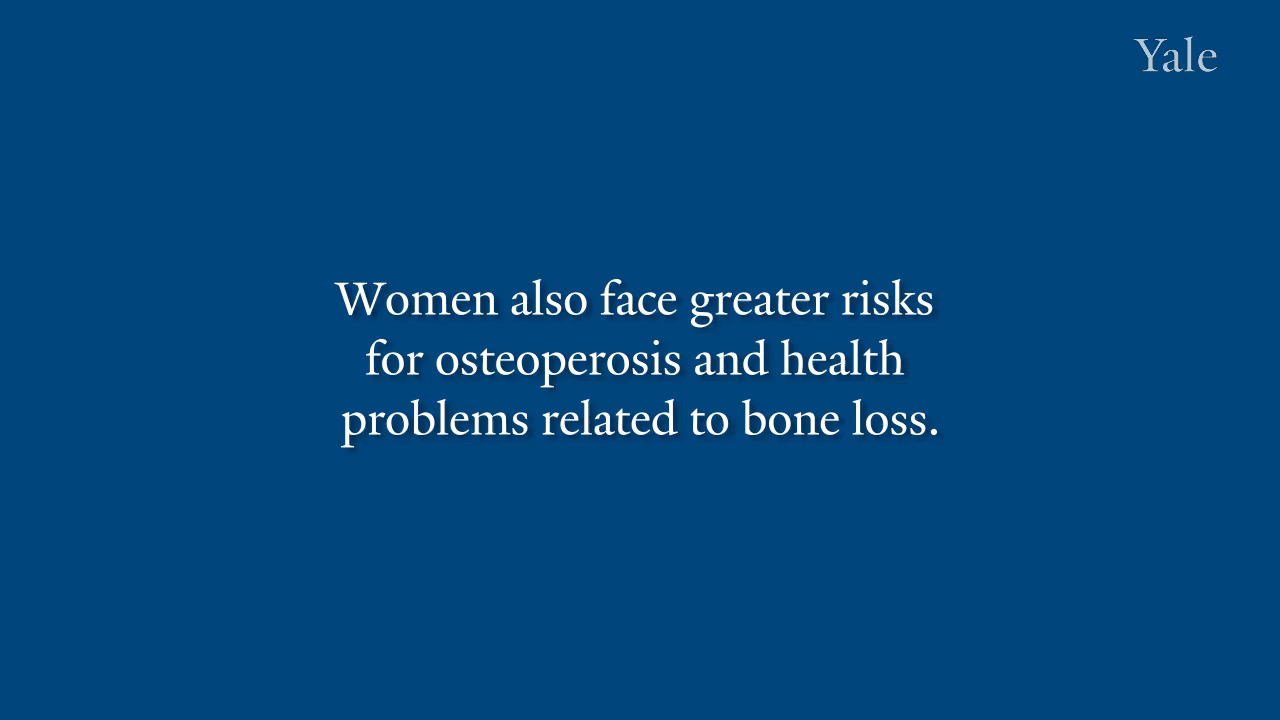 Yale
Women also face greater risks
for osteoperosis and health
problems related to bone loss.